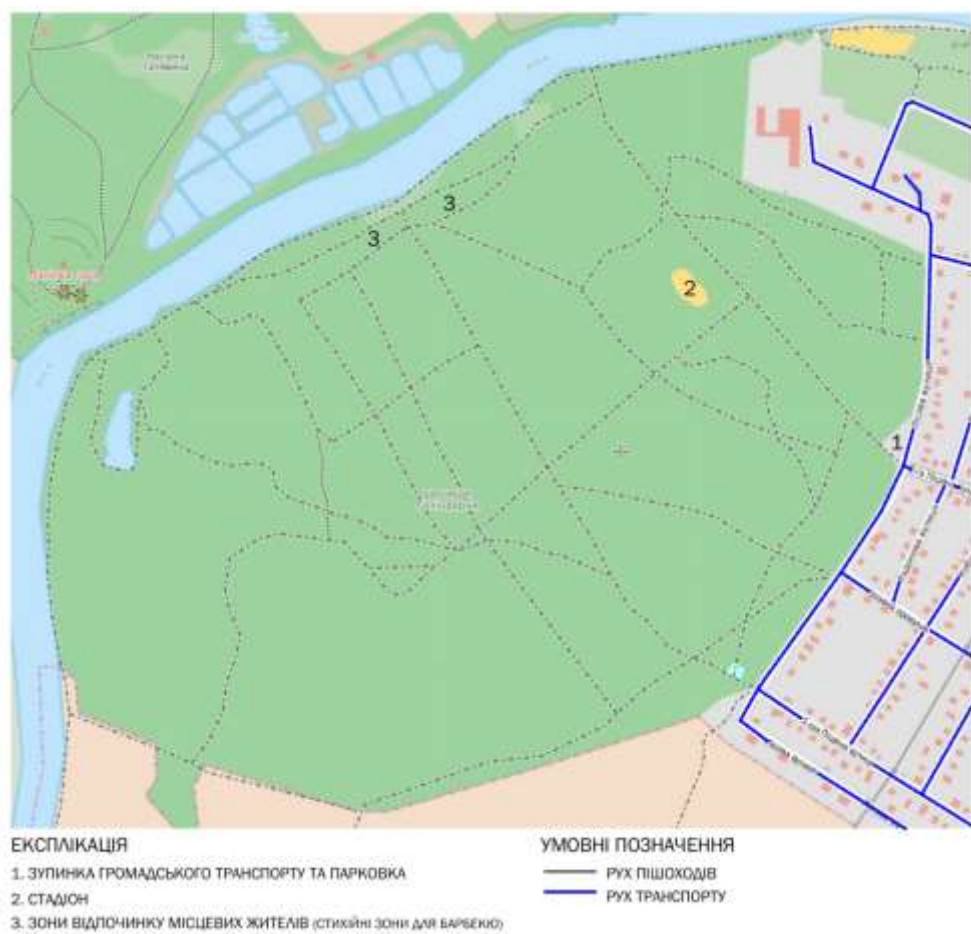 3
3
2
1
ЕКСПЛІКАЦІЯ
1. ЗУПИНКА ГРОМАДСЬКОГО ТРАНСПОРТУ ТА ПАРКОВКА
2. СТАДІОН
3. ЗОНИ ВІДПОЧИНКУ МІСЦЕВИХ ЖИТЕЛІВ (СТИХІЙНІ ЗОНИ ДЛЯ БАРБЕКЮ)
УМОВНІ ПОЗНАЧЕННЯ
РУХ ПІШОХОДІВ
РУХ ТРАНСПОРТУ